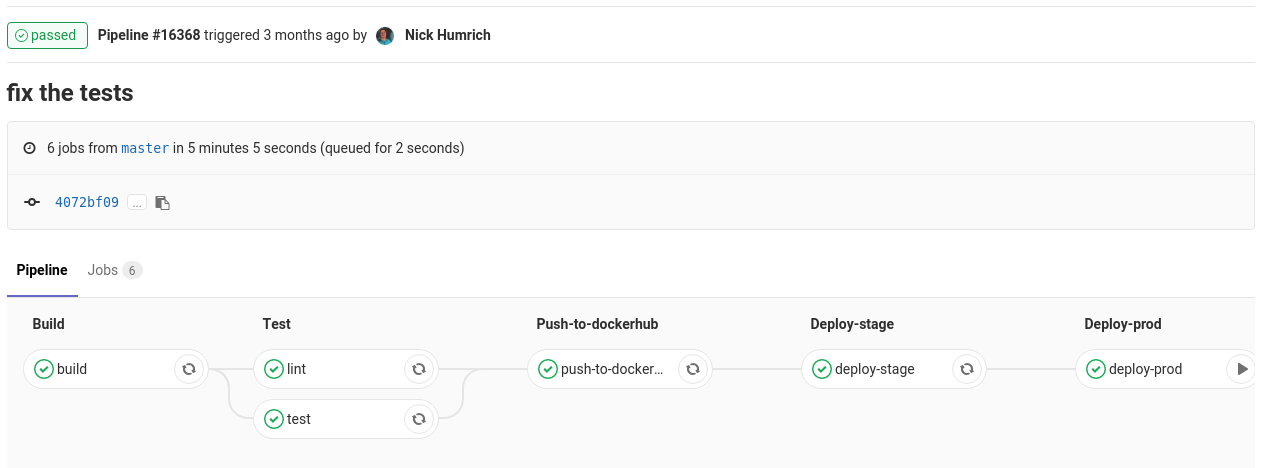 passed Pipeline #16368 triggered 3 months ago by Nick Humrich
fix the tests
6 jobs from master in 5 minutes 5 seconds (queued for 2 seconds)
4072bf09 ...
Pipeline Jobs 6
Build Test Push-to-dockerhub Deploy-stage Deploy-prod
build lint push-to-docker... deploy-stage deploy-prod
test